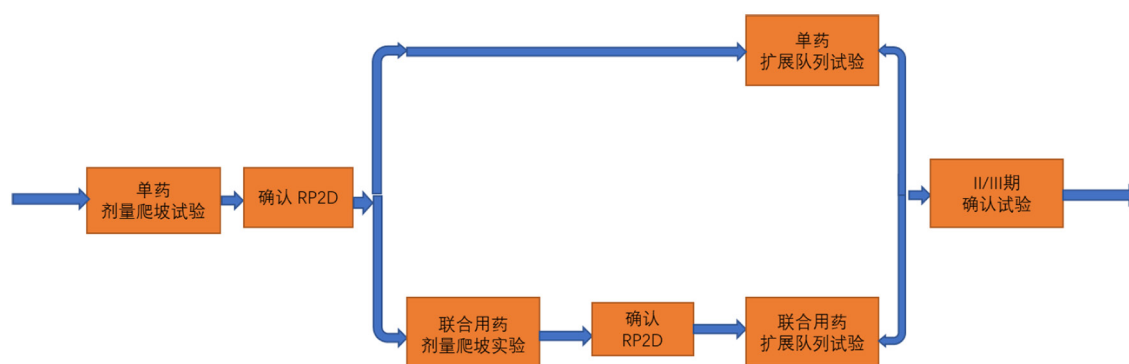 单药
扩展队列试验
单药
剂量爬坡试验
确认 RP2D
II/III期
确认试验
联合用药
剂量爬坡实验
确认
RP2D
联合用药
扩展队列试验